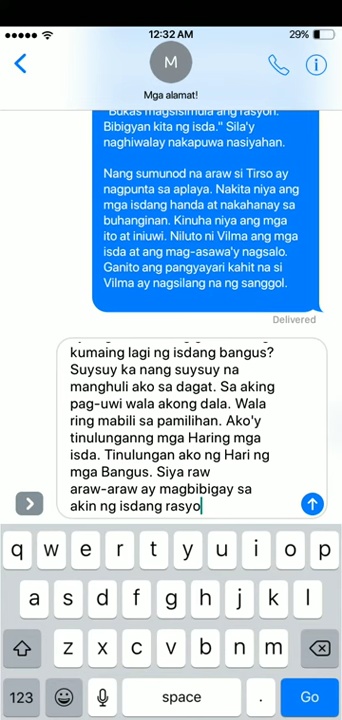 12:32 AM
29%
M
Mga alamat!
"Bukas magsisimula ang rasyon.
Bibigyan kita ng isda." Sila'y
naghiwalay nakapuwa nasiyahan.
Nang sumunod na araw si Tirso ay
nagpunta sa aplaya. Nakita niya ang
mga isdang handa at nakahanay sa
buhanginan. Kinuha niya ang mga
ito at iniuwi. Niluto ni Vilma ang mga
isda at ang mag-asawa'y nagsalo.
Ganito ang pangyayari kahit na si
Vilma ay nagsilang na ng sanggol.
Delivered
kumaing lagi ng isdang bangus?
Suysuy ka nang suysuy na
manghuli ako sa dagat. Sa aking
pag-uwi wala akong dala. Wala
ring mabili sa pamilihan. Ako'y
tinulunganng mga Haring mga
isda. Tinulungan ako ng Hari ng
mga Bangus. Siya raw
araw-araw ay magbibigay sa
akin ng isdang rasyo
q w e r t y u i o p
a s d f g h j k l
z x c v b n m
123 space . Go